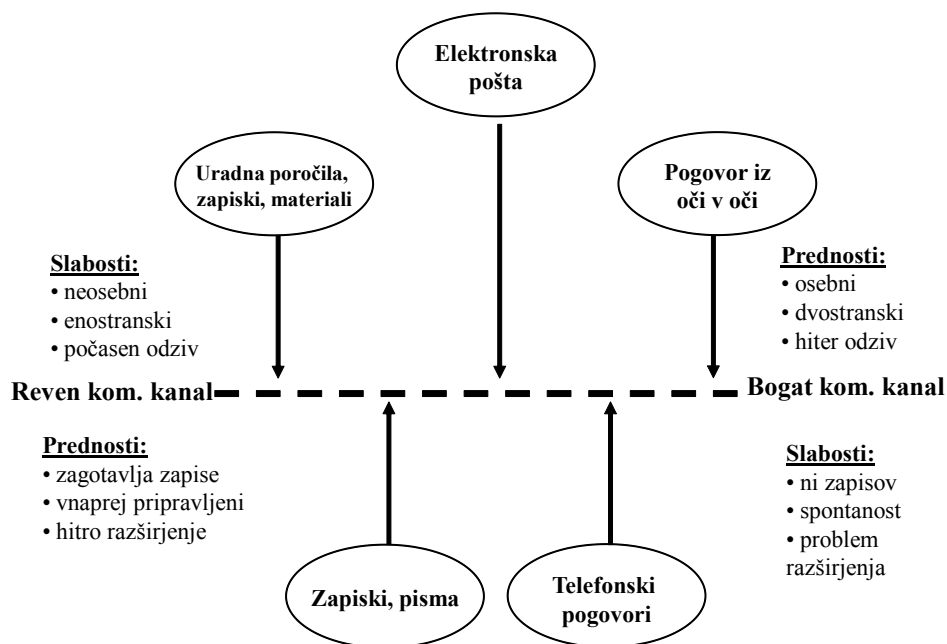 Elektronska
pošta
Uradna poročila,
zapiski, materiali
Pogovor iz
oči v oči
Slabosti:
• neosebni
• enostranski
• počasen odziv
Prednosti:
• osebni
• dvostranski
• hiter odziv
Reven kom. kanal
Bogat kom. kanal
Prednosti:
• zagotavlja zapise
• vnaprej pripravljeni
• hitro razširjenje
Slabosti:
• ni zapisov
• spontanost
• problem
razširjenja
Zapiski, pisma
Telefonski
pogovori